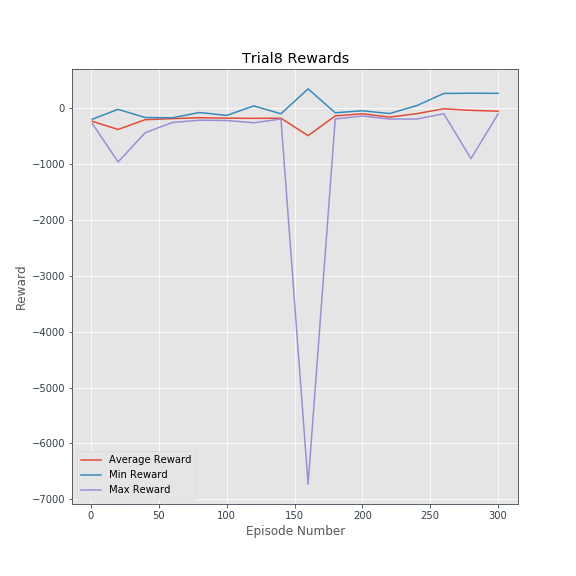 Trial8 Rewards
0
−1000
−2000
−3000
−4000
−5000
−6000
−7000
Reward
Average Reward
Min Reward
Max Reward
0 50 100 150 200 250 300
Episode Number